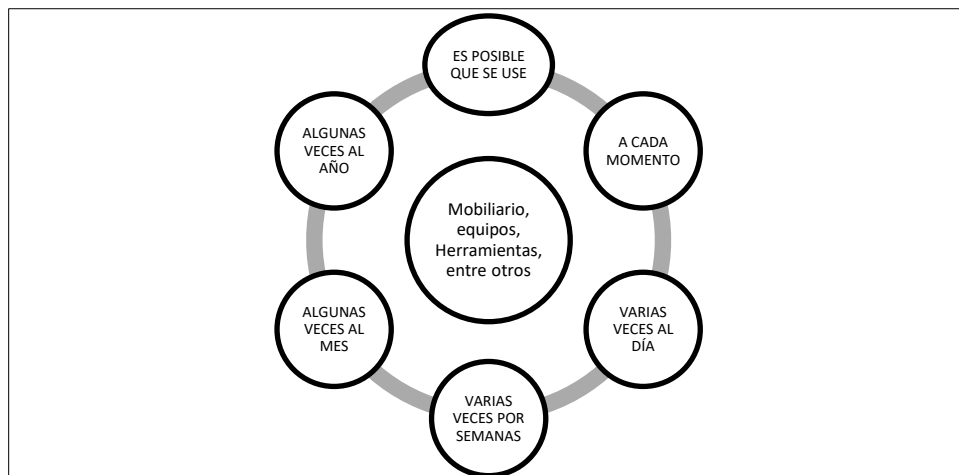 ES POSIBLE
QUE SE USE
A CADA
MOMENTO
VARIAS
VECES AL
DÍA
VARIAS
VECES POR
SEMANAS
ALGUNAS
VECES AL
MES
ALGUNAS
VECES AL
AÑO
Mobiliario,
equipos,
Herramientas,
entre otros